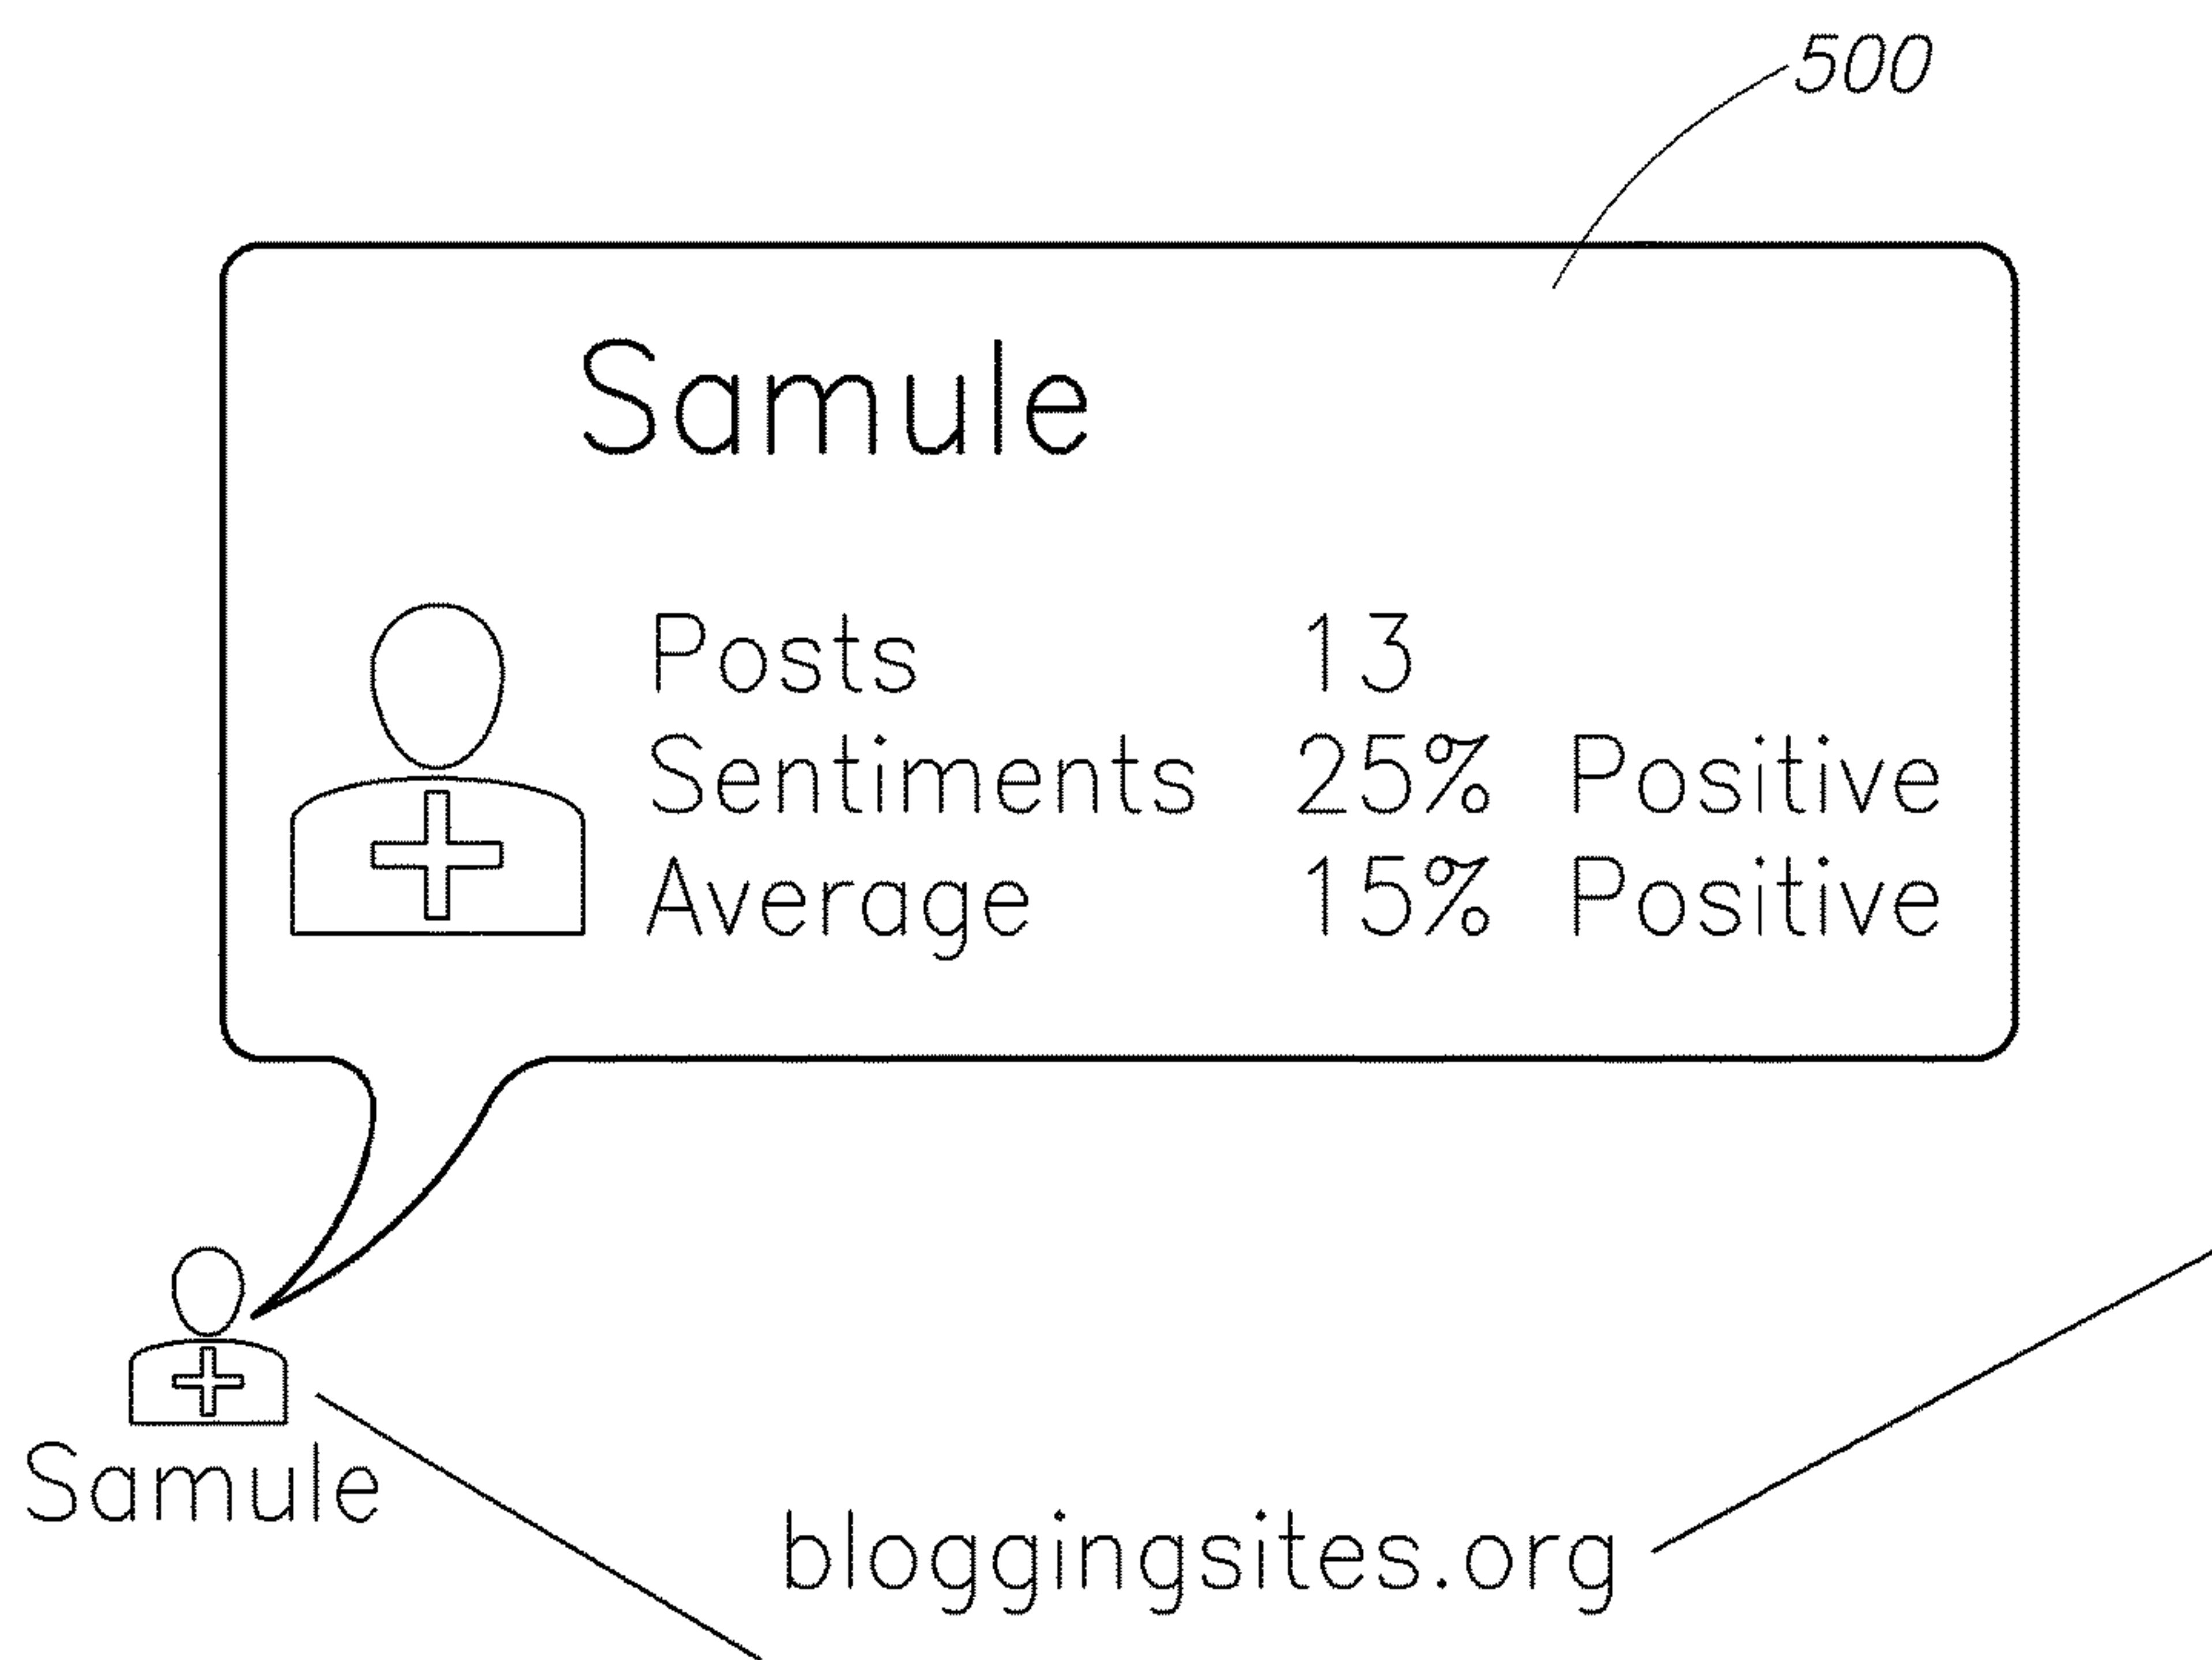 500
Samule
Posts 13
Sentiments 25% Positive
Average 15% Positive
Samule
bloggingsites.org